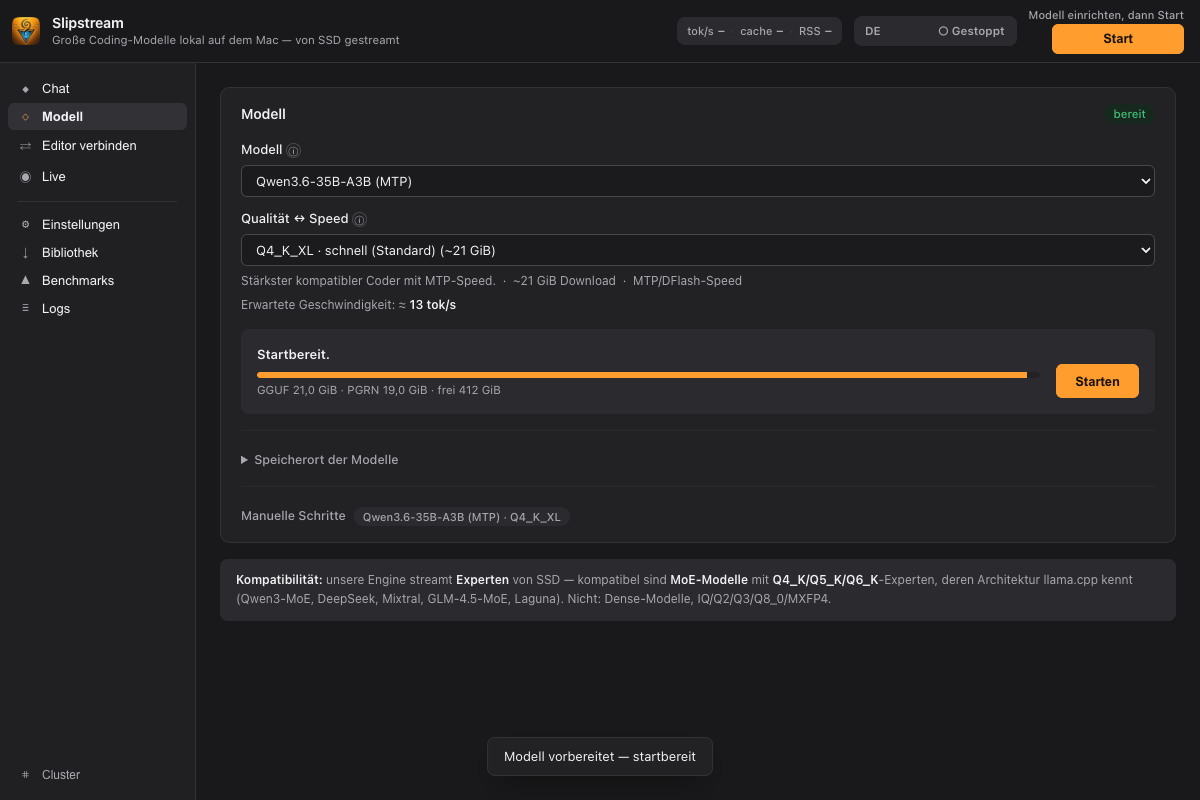 Slipstream
Große Coding-Modelle lokal auf dem Mac — von SSD gestreamt
tok/s – · cache – · RSS –
DE
Gestoppt
Modell einrichten, dann Start
Start
Chat
Modell
Editor verbinden
Live
Einstellungen
Bibliothek
Benchmarks
Logs
Cluster
Modell
bereit
Modell ⓘ
Qwen3.6-35B-A3B (MTP)
Qualität ↔ Speed ⓘ
Q4_K_XL · schnell (Standard) (~21 GiB)
Stärkster kompatibler Coder mit MTP-Speed. · ~21 GiB Download · MTP/DFlash-Speed
Erwartete Geschwindigkeit: ≈ 13 tok/s
Startbereit.
GGUF 21,0 GiB · PGRN 19,0 GiB · frei 412 GiB
Starten
Speicherort der Modelle
Manuelle Schritte Qwen3.6-35B-A3B (MTP) · Q4_K_XL
Kompatibilität: unsere Engine streamt Experten von SSD — kompatibel sind MoE-Modelle mit Q4_K/Q5_K/Q6_K-Experten, deren Architektur llama.cpp kennt
(Qwen3-MoE, DeepSeek, Mixtral, GLM-4.5-MoE, Laguna). Nicht: Dense-Modelle, IQ/Q2/Q3/Q8_0/MXFP4.
Modell vorbereitet — startbereit